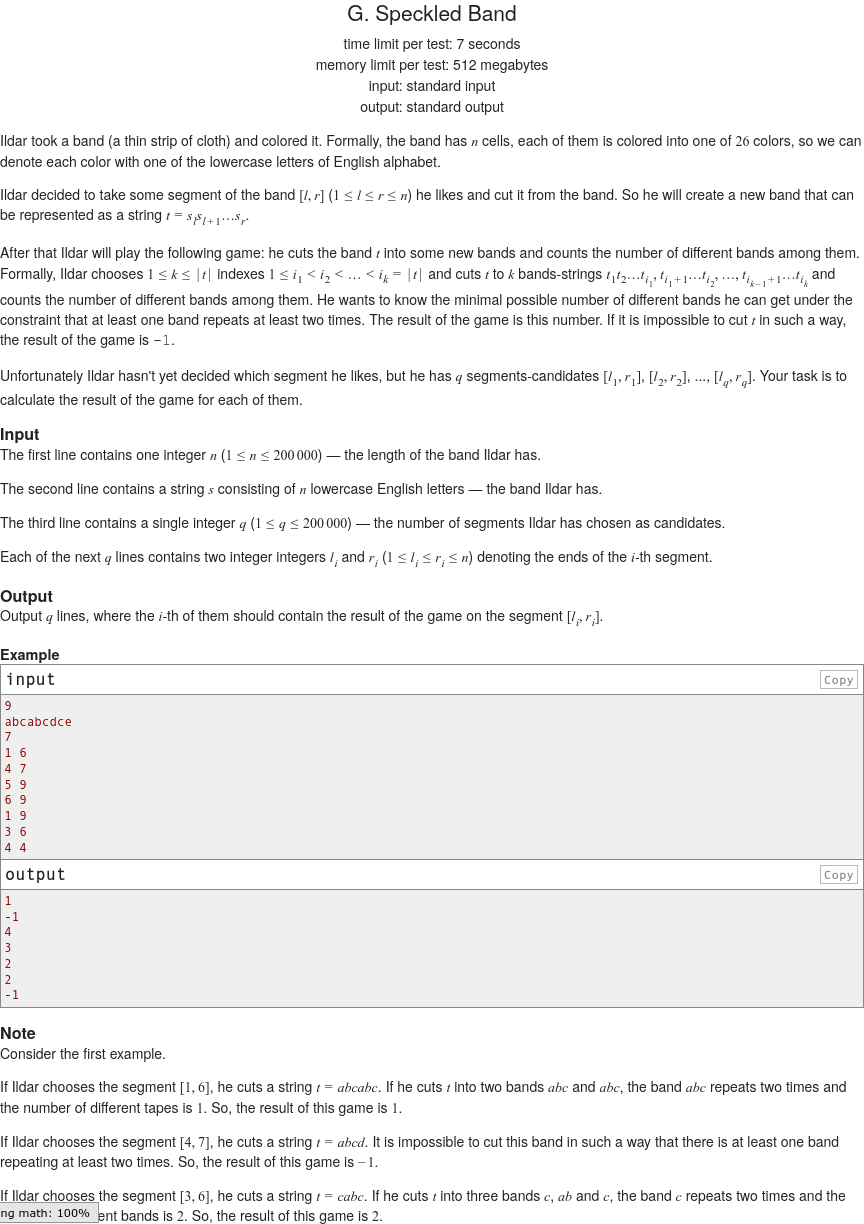 G. Speckled Band
time limit per test: 7 seconds
memory limit per test: 512 megabytes
input: standard input
output: standard output
Ildar took a band (a thin strip of cloth) and colored it. Formally, the band has n cells, each of them is colored into one of 26 colors, so we can
denote each color with one of the lowercase letters of English alphabet.
Ildar decided to take some segment of the band [l, r] (1 ≤ l ≤ r ≤ n) he likes and cut it from the band. So he will create a new band that can
be represented as a string t = s_l s_{l+1}…s_r.
After that Ildar will play the following game: he cuts the band t into some new bands and counts the number of different bands among them.
Formally, Ildar chooses 1 ≤ k ≤ |t| indexes 1 ≤ i_1 < i_2 < … < i_k = |t| and cuts t to k bands-strings t_1t_2…t_{i_1}, t_{i_1+1}…t_{i_2}, …, t_{i_{k−1}+1}…t_{i_k} and
counts the number of different bands among them. He wants to know the minimal possible number of different bands he can get under the
constraint that at least one band repeats at least two times. The result of the game is this number. If it is impossible to cut t in such a way,
the result of the game is −1.
Unfortunately Ildar hasn't yet decided which segment he likes, but he has q segments-candidates [l_1, r_1], [l_2, r_2], ..., [l_q, r_q]. Your task is to
calculate the result of the game for each of them.
Input
The first line contains one integer n (1 ≤ n ≤ 200 000) — the length of the band Ildar has.
The second line contains a string s consisting of n lowercase English letters — the band Ildar has.
The third line contains a single integer q (1 ≤ q ≤ 200 000) — the number of segments Ildar has chosen as candidates.
Each of the next q lines contains two integer integers l_i and r_i (1 ≤ l_i ≤ r_i ≤ n) denoting the ends of the i-th segment.
Output
Output q lines, where the i-th of them should contain the result of the game on the segment [l_i, r_i].
Example
input
Copy
9
abcabcdce
7
1 6
4 7
5 9
6 9
1 9
3 6
4 4
output
Copy
1
-1
4
3
2
2
-1
Note
Consider the first example.
If Ildar chooses the segment [1, 6], he cuts a string t = abcabc. If he cuts t into two bands abc and abc, the band abc repeats two times and
the number of different tapes is 1. So, the result of this game is 1.
If Ildar chooses the segment [4, 7], he cuts a string t = abcd. It is impossible to cut this band in such a way that there is at least one band
repeating at least two times. So, the result of this game is −1.
If Ildar chooses the segment [3, 6], he cuts a string t = cabc. If he cuts t into three bands c, ab and c, the band c repeats two times and the
ng math: 100% ent bands is 2. So, the result of this game is 2.